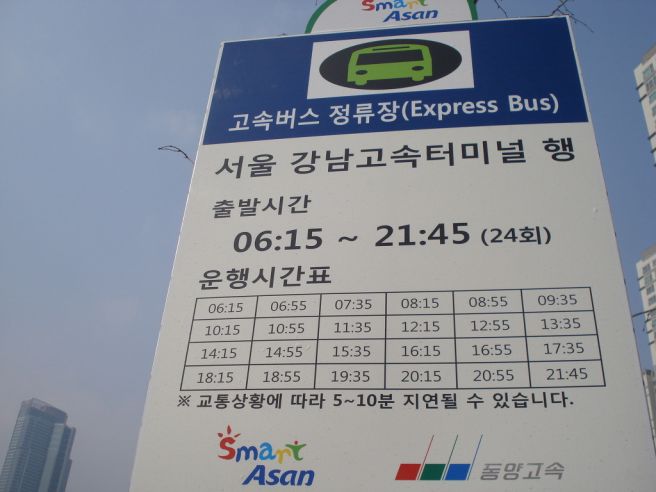 Smart
Asan
고속버스 정류장(Express Bus)
서울 강남고속터미널 행
출발시간
06:15 ~ 21:45 (24회)
운행시간표
06:15 06:55 07:35 08:15 08:55 09:35
10:15 10:55 11:35 12:15 12:55 13:35
14:15 14:55 15:35 16:15 16:55 17:35
18:15 18:55 19:35 20:15 20:55 21:45
※ 교통상황에 따라 5~10분 지연될 수 있습니다.
Smart
Asan
동양고속